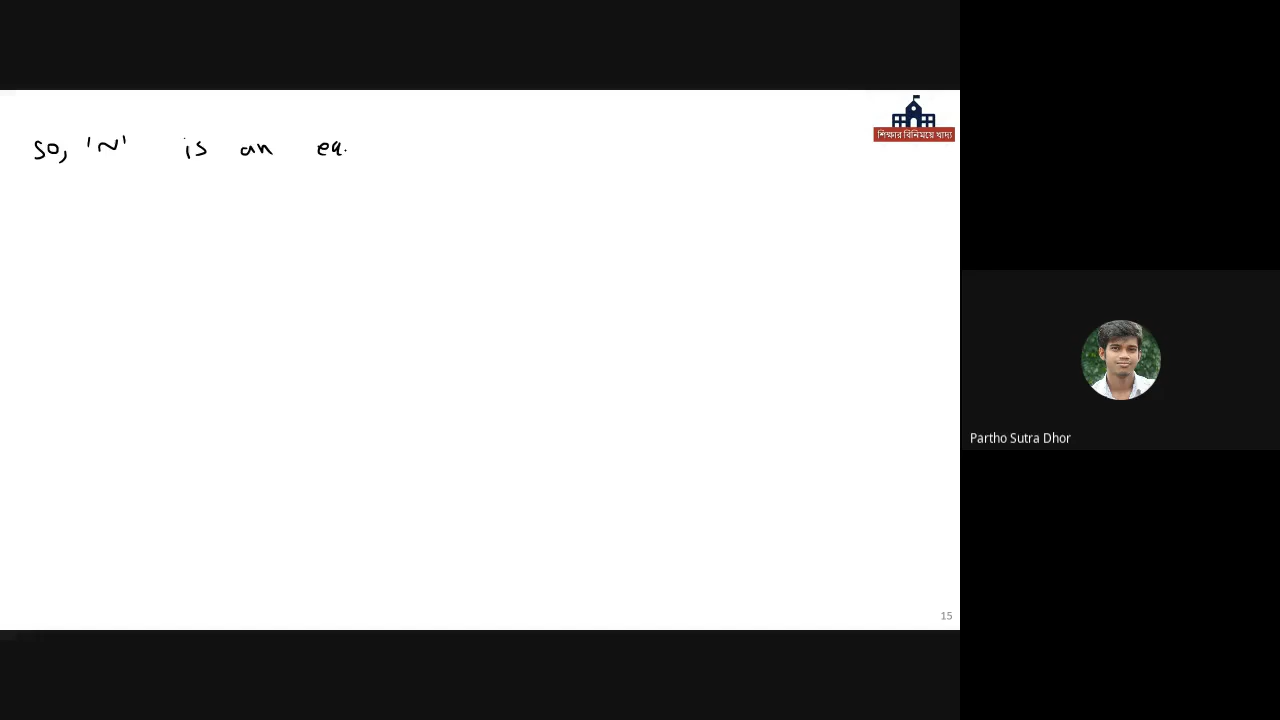 so, '~' is an eq.
শিক্ষার বিনিময়ে খাদ্য
Partho Sutra Dhor
15